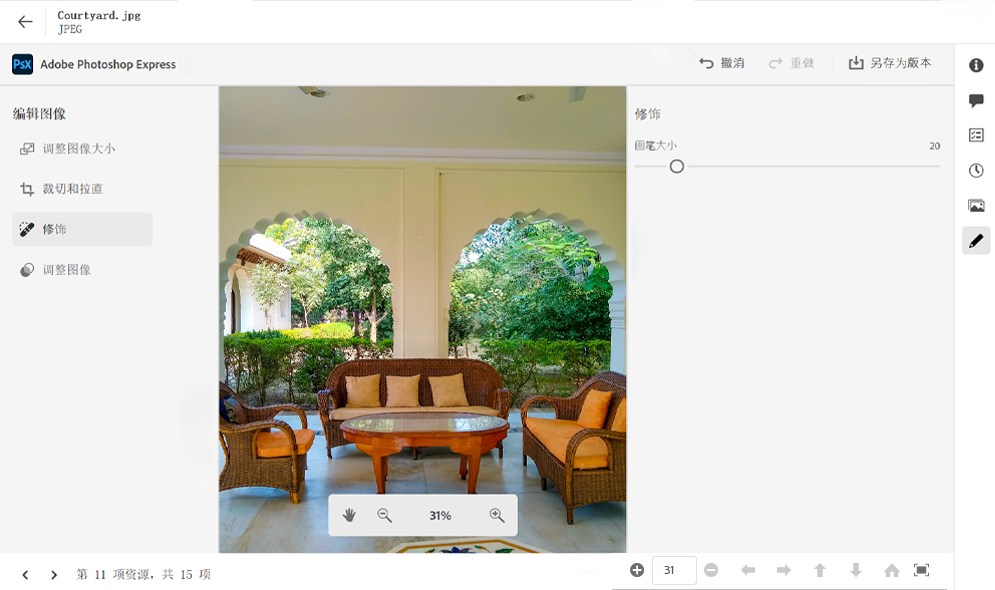 Courtyard.jpg
JPEG
PsX Adobe Photoshop Express
撤消 重做 另存为版本
编辑图像
调整图像大小
裁切和拉直
修饰
调整图像
修饰
画笔大小 20
31%
第 11 项资源，共 15 项
31